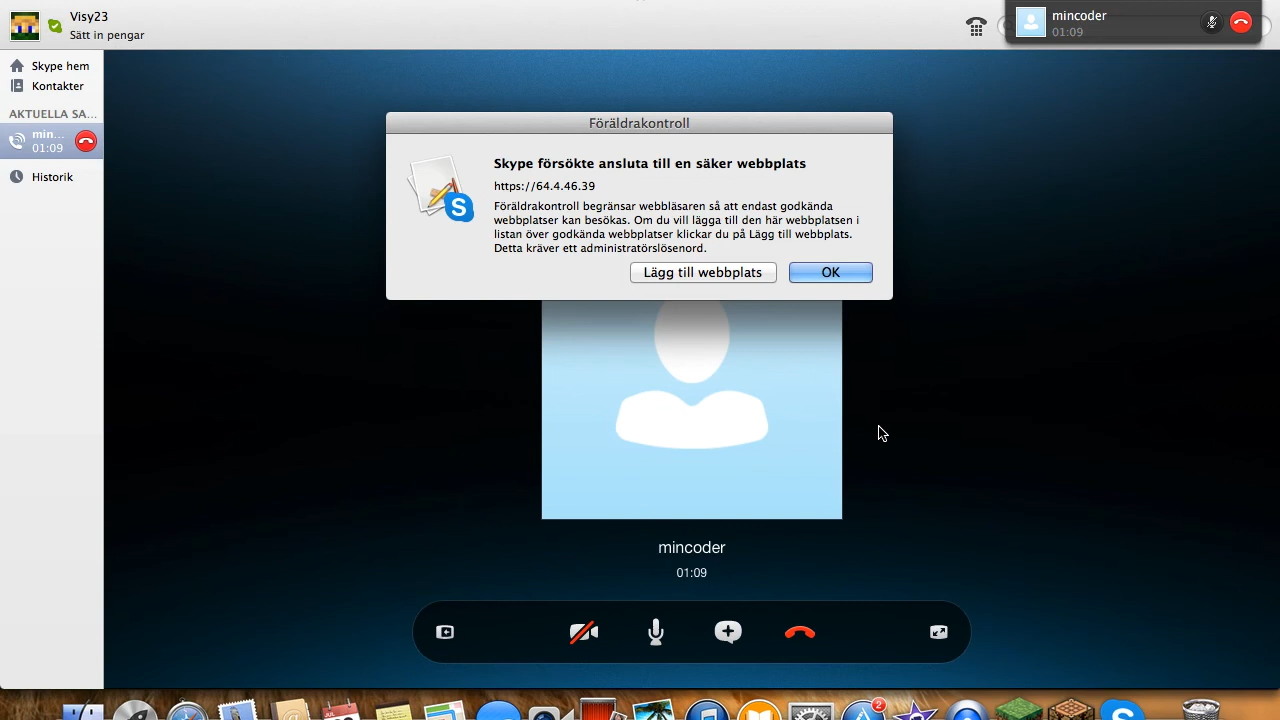 Visy23
Sätt in pengar
mincoder
01:09
Skype hem
Kontakter
AKTUELLA SA...
min...
01:09
Historik
Föräldrakontroll
Skype försökte ansluta till en säker webbplats
https://64.4.46.39
Föräldrakontroll begränsar webbläsaren så att endast godkända
webbplatser kan besökas. Om du vill lägga till den här webbplatsen i
listan över godkända webbplatser klickar du på Lägg till webbplats.
Detta kräver ett administratörslösenord.
Lägg till webbplats
OK
mincoder
01:09
JUL
2